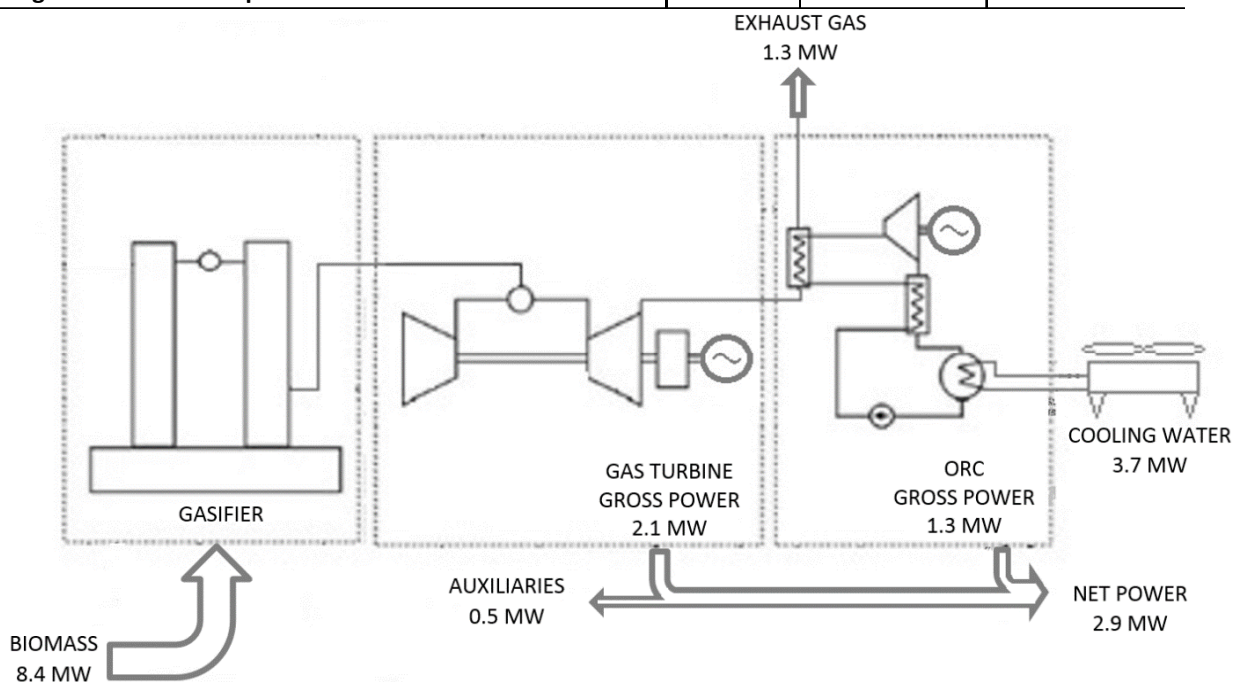 EXHAUST GAS
1.3 MW
GASIFIER
GAS TURBINE
GROSS POWER
2.1 MW
ORC
GROSS POWER
1.3 MW
COOLING WATER
3.7 MW
AUXILIARIES
0.5 MW
NET POWER
2.9 MW
BIOMASS
8.4 MW